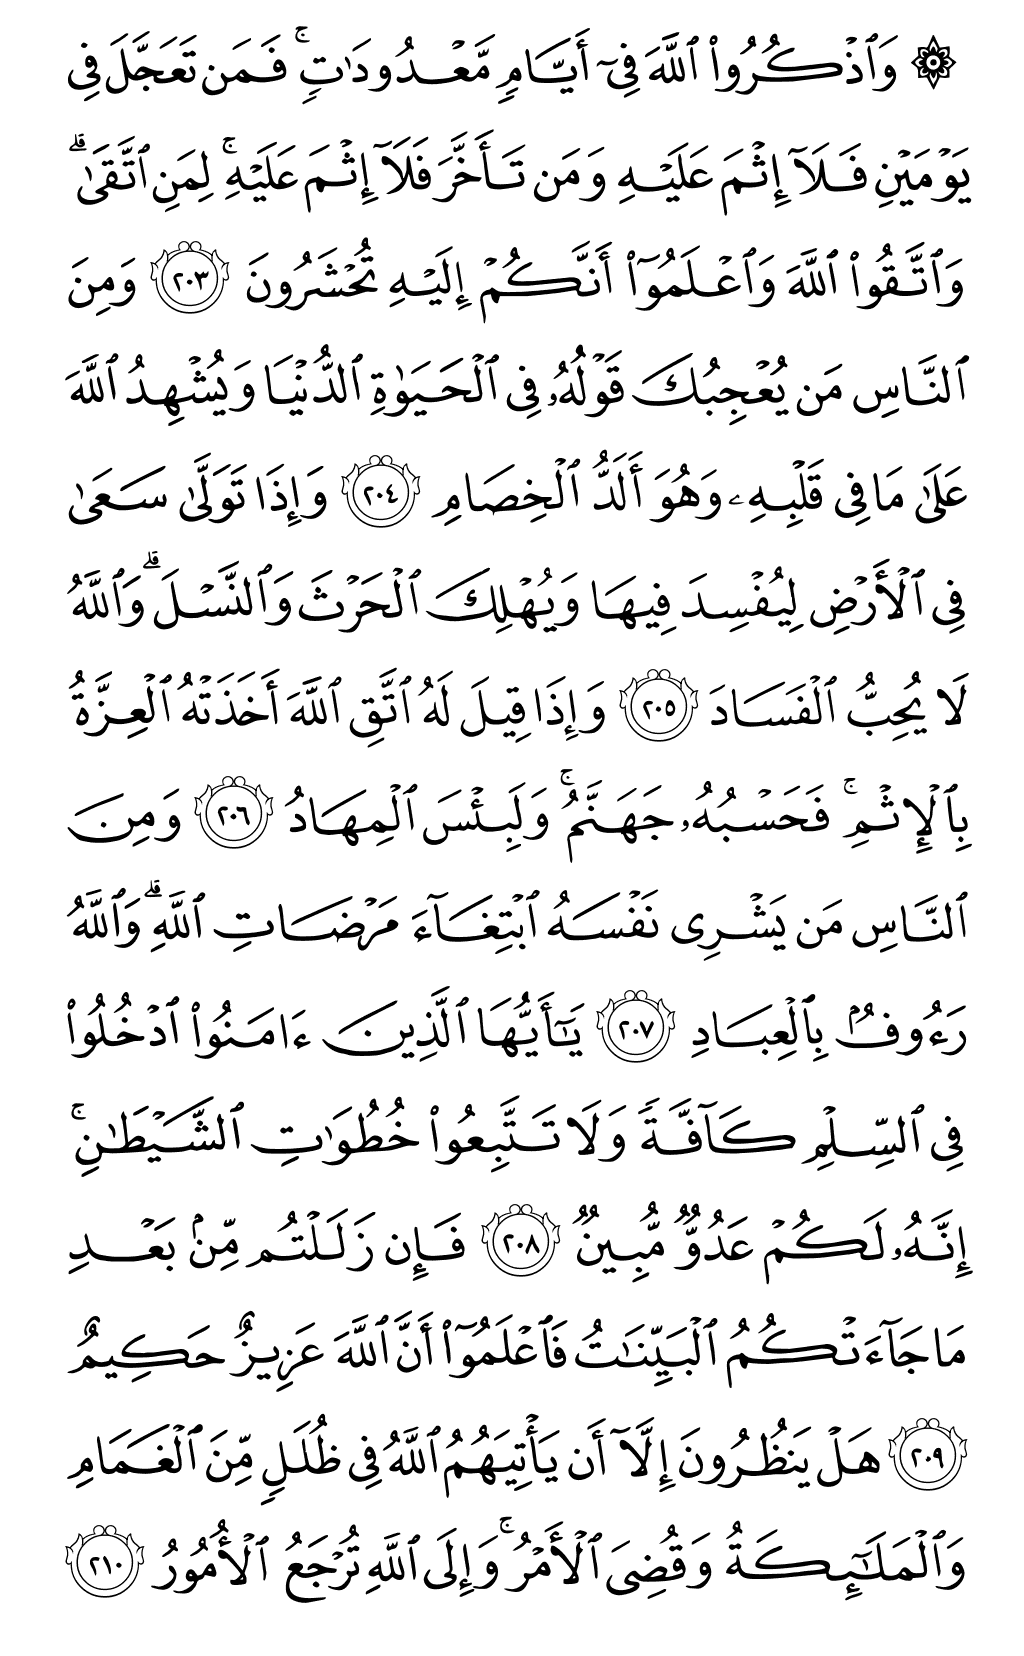 ۞ وَٱذۡكُرُواْ ٱللَّهَ فِيٓ أَيَّامٖ مَّعۡدُودَٰتٖۚ فَمَن تَعَجَّلَ فِي
يَوۡمَيۡنِ فَلَآ إِثۡمَ عَلَيۡهِ وَمَن تَأَخَّرَ فَلَآ إِثۡمَ عَلَيۡهِۚ لِمَنِ ٱتَّقَىٰۗ
وَٱتَّقُواْ ٱللَّهَ وَٱعۡلَمُوٓاْ أَنَّكُمۡ إِلَيۡهِ تُحۡشَرُونَ ٢٠٣ وَمِنَ
ٱلنَّاسِ مَن يُعۡجِبُكَ قَوۡلُهُۥ فِي ٱلۡحَيَوٰةِ ٱلدُّنۡيَا وَيُشۡهِدُ ٱللَّهَ
عَلَىٰ مَا فِي قَلۡبِهِۦ وَهُوَ أَلَدُّ ٱلۡخِصَامِ ٢٠٤ وَإِذَا تَوَلَّىٰ سَعَىٰ
فِي ٱلۡأَرۡضِ لِيُفۡسِدَ فِيهَا وَيُهۡلِكَ ٱلۡحَرۡثَ وَٱلنَّسۡلَۚ وَٱللَّهُ
لَا يُحِبُّ ٱلۡفَسَادَ ٢٠٥ وَإِذَا قِيلَ لَهُ ٱتَّقِ ٱللَّهَ أَخَذَتۡهُ ٱلۡعِزَّةُ
بِٱلۡإِثۡمِۚ فَحَسۡبُهُۥ جَهَنَّمُۚ وَلَبِئۡسَ ٱلۡمِهَادُ ٢٠٦ وَمِنَ
ٱلنَّاسِ مَن يَشۡرِي نَفۡسَهُ ٱبۡتِغَآءَ مَرۡضَاتِ ٱللَّهِۗ وَٱللَّهُ
رَءُوفُۢ بِٱلۡعِبَادِ ٢٠٧ يَٰٓأَيُّهَا ٱلَّذِينَ ءَامَنُواْ ٱدۡخُلُواْ
فِي ٱلسِّلۡمِ كَآفَّةٗ وَلَا تَتَّبِعُواْ خُطُوَٰتِ ٱلشَّيۡطَٰنِۚ
إِنَّهُۥ لَكُمۡ عَدُوّٞ مُّبِينٞ ٢٠٨ فَإِن زَلَلۡتُم مِّنۢ بَعۡدِ
مَا جَآءَتۡكُمُ ٱلۡبَيِّنَٰتُ فَٱعۡلَمُوٓاْ أَنَّ ٱللَّهَ عَزِيزٌ حَكِيمٌ
٢٠٩ هَلۡ يَنظُرُونَ إِلَّآ أَن يَأۡتِيَهُمُ ٱللَّهُ فِي ظُلَلٖ مِّنَ ٱلۡغَمَامِ
وَٱلۡمَلَٰٓئِكَةُ وَقُضِيَ ٱلۡأَمۡرُۚ وَإِلَى ٱللَّهِ تُرۡجَعُ ٱلۡأُمُورُ ٢١٠